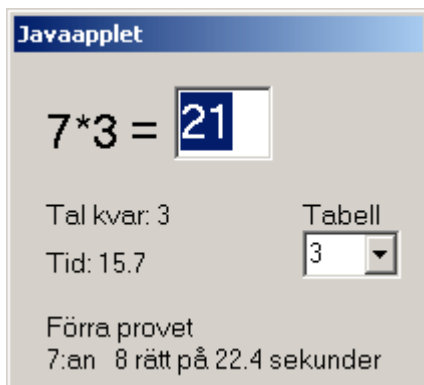 Javaapplet
7*3 = 21
Tal kvar: 3
Tabell
Tid: 15.7
3
Förra provet
7:an 8 rätt på 22.4 sekunder